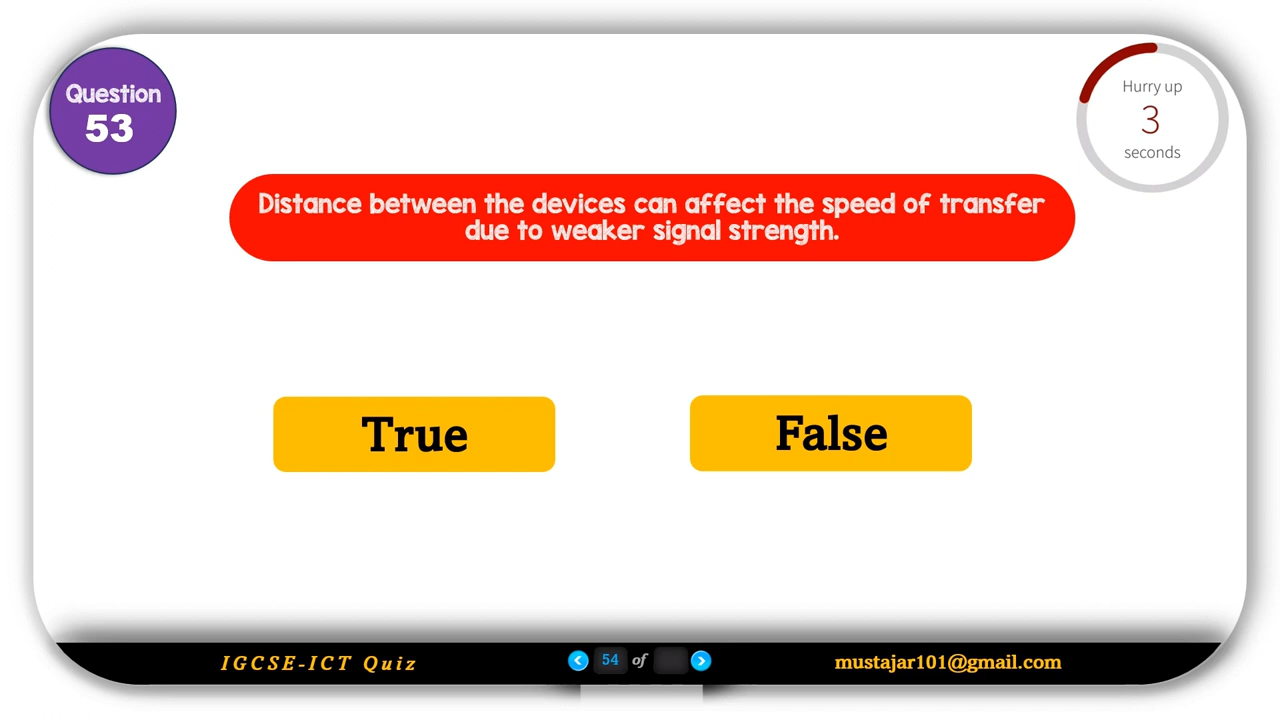 Question
53
Hurry up
3
seconds
Distance between the devices can affect the speed of transfer
due to weaker signal strength.
True
False
IGCSE-ICT Quiz
54 of
mustajar101@gmail.com